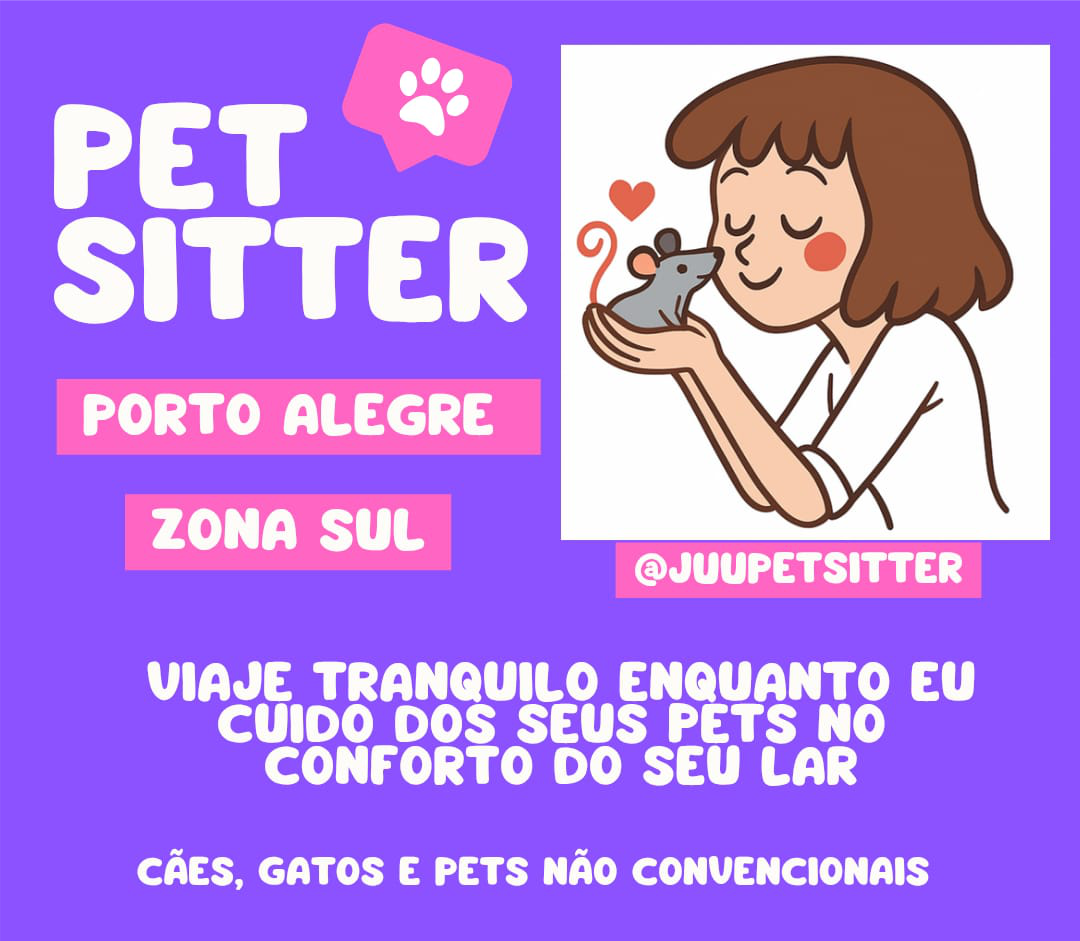 PET
SITTER
PORTO ALEGRE
ZONA SUL
@JUUPETSITTER
VIAJE TRANQUILO ENQUANTO EU
CUIDO DOS SEUS PETS NO
CONFORTO DO SEU LAR
CÃES, GATOS E PETS NÃO CONVENCIONAIS